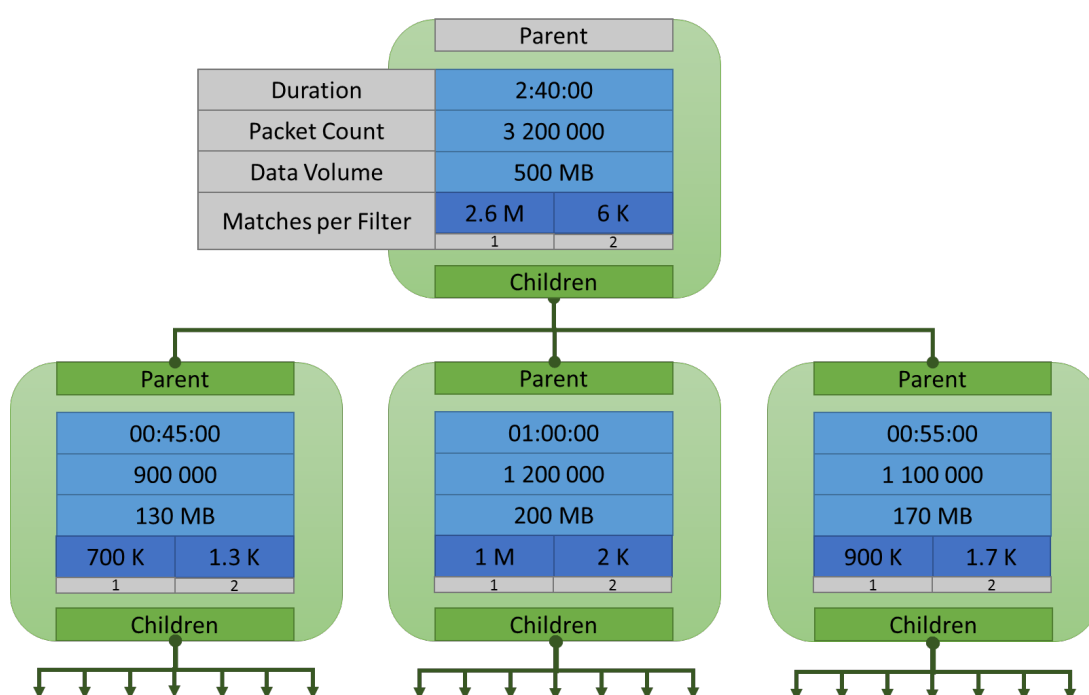 Parent
Duration 2:40:00
Packet Count 3 200 000
Data Volume 500 MB
Matches per Filter 2.6 M 6 K
1 2
Children
Parent Parent Parent
00:45:00 01:00:00 00:55:00
900 000 1 200 000 1 100 000
130 MB 200 MB 170 MB
700 K 1.3 K 1 M 2 K 900 K 1.7 K
1 2 1 2 1 2
Children Children Children